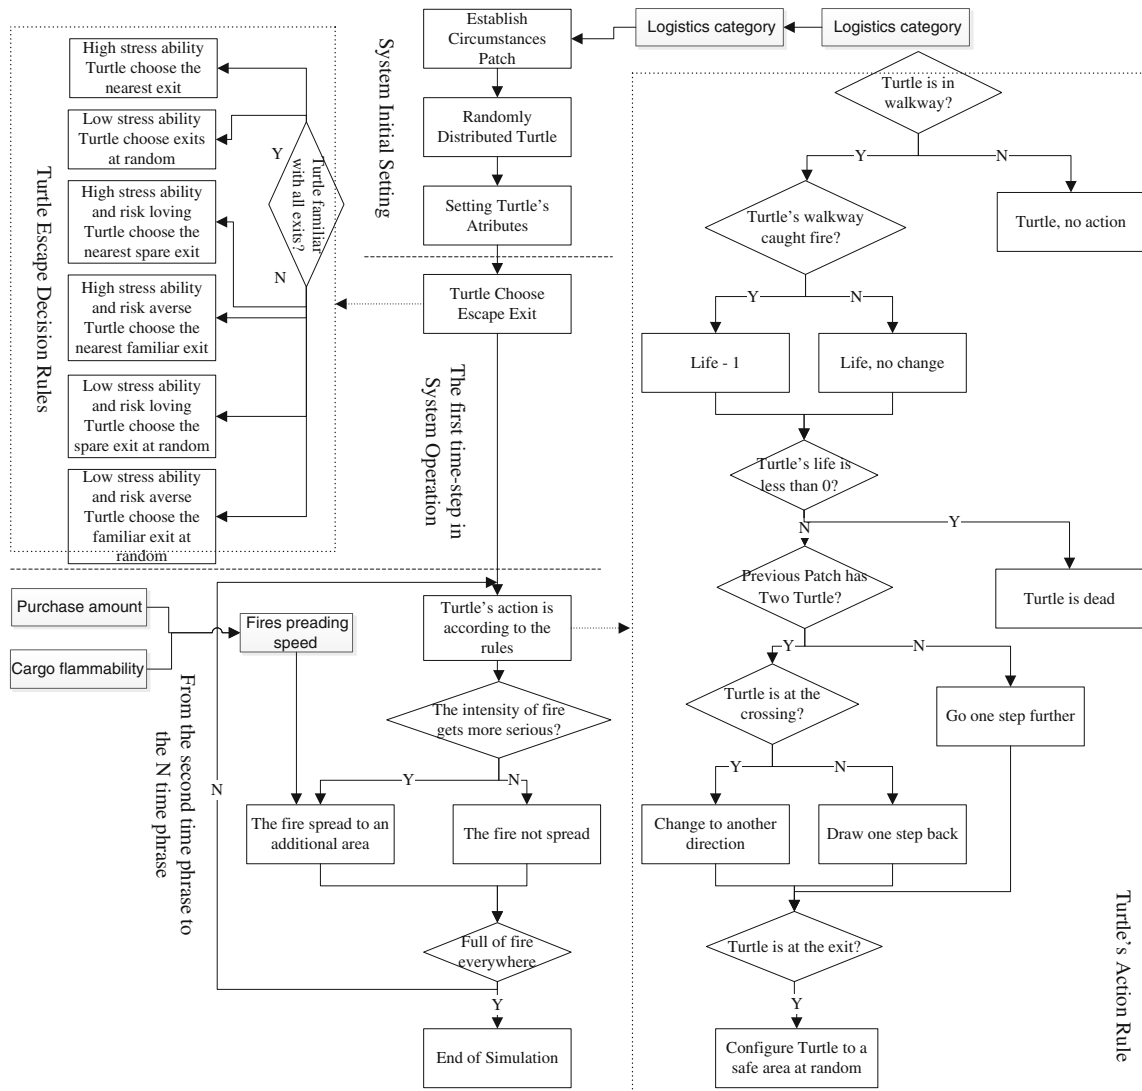 High stress ability
Turtle choose the
nearest exit
Low stress ability
Turtle choose exits
at random
High stress ability
and risk loving
Turtle choose the
nearest spare exit
High stress ability
and risk averse
Turtle choose the
nearest familiar exit
Low stress ability
and risk loving
Turtle choose the
spare exit at random
Low stress ability
and risk averse
Turtle choose the
familiar exit at
random
Turtle Escape Decision Rules
Y
Turtle familiar
with all exits?
N
System Initial Setting
Establish
Circumstances
Patch
Logistics category
Logistics category
Randomly
Distributed Turtle
Setting Turtle's
Atributes
Turtle Choose
Escape Exit
The first time-step in
System Operation
Purchase amount
Cargo flammability
Fires preading
speed
From the second time phrase to
the N time phrase
N
Turtle's action is
according to the
rules
The intensity of fire
gets more serious?
Y
N
The fire spread to an
additional area
The fire not spread
Full of fire
everywhere
Y
End of Simulation
Turtle is in
walkway?
Y
N
Turtle's walkway
caught fire?
Turtle, no action
Y
N
Life - 1
Life, no change
Turtle's life is
less than 0?
N
Y
Previous Patch has
Two Turtle?
Turtle is dead
Y
N
Turtle is at the
crossing?
Go one step further
Y
N
Change to another
direction
Draw one step back
Turtle is at the exit?
Y
Configure Turtle to a
safe area at random
Turtle's Action Rule